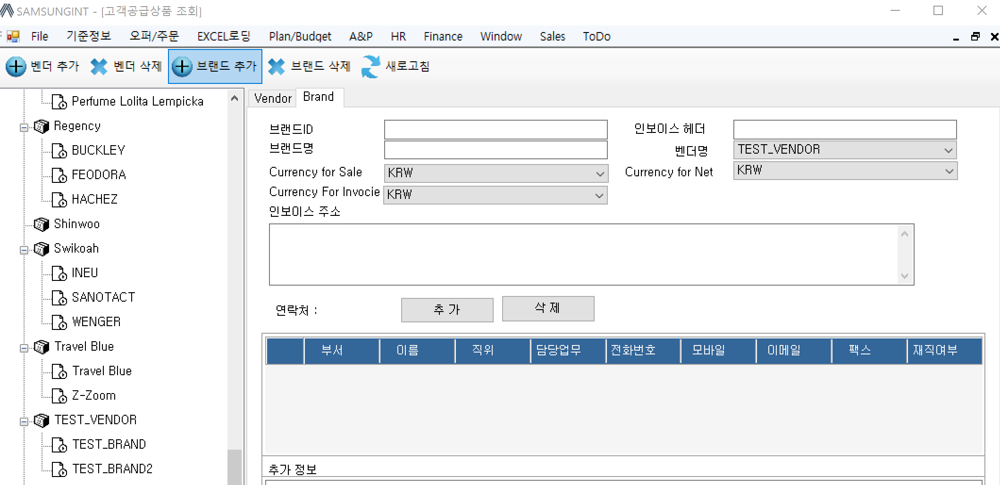 SAMSUNGINT - [고객공급상품 조회]
File 기준정보 오퍼/주문 EXCEL로딩 Plan/Budget A&P HR Finance Window Sales ToDo
벤더 추가 벤더 삭제 브랜드 추가 브랜드 삭제 새로고침
Perfume Lolita Lempicka
Regency
BUCKLEY
FEODORA
HACHEZ
Shinwoo
Swikoah
INEU
SANOTACT
WENGER
Travel Blue
Travel Blue
Z-Zoom
TEST_VENDOR
TEST_BRAND
TEST_BRAND2
Vendor Brand
브랜드ID 인보이스 헤더
브랜드명 벤더명 TEST_VENDOR
Currency for Sale KRW Currency for Net KRW
Currency For Invocie KRW
인보이스 주소
연락처 : 추 가 삭 제
부서 이름 직위 담당업무 전화번호 모바일 이메일 팩스 재직여부
추가 정보